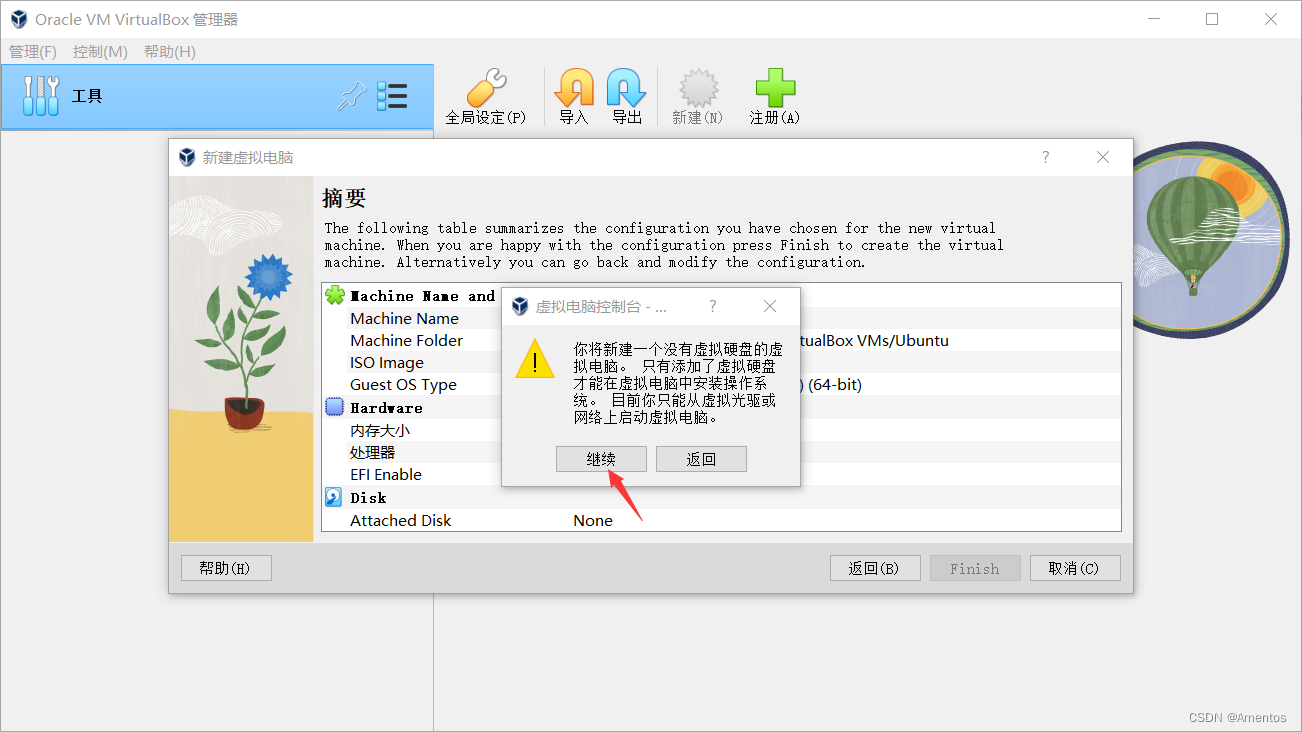 Oracle VM VirtualBox 管理器
管理(F) 控制(M) 帮助(H)
工具
全局设定(P) 导入 导出 新建(N) 注册(A)
新建虚拟电脑 ?
摘要
The following table summarizes the configuration you have chosen for the new virtual
machine. When you are happy with the configuration press Finish to create the virtual
machine. Alternatively you can go back and modify the configuration.
Machine Name and
Machine Name
Machine Folder tualBox VMs/Ubuntu
ISO Image
Guest OS Type ) (64-bit)
Hardware
内存大小
处理器
EFI Enable
Disk
Attached Disk None
虚拟电脑控制台 - ... ?
你将新建一个没有虚拟硬盘的虚
拟电脑。 只有添加了虚拟硬盘
才能在虚拟电脑中安装操作系
统。 目前你只能从虚拟光驱或
网络上启动虚拟电脑。
继续 返回
帮助(H) 返回(B) Finish 取消(C)
CSDN @Amentos